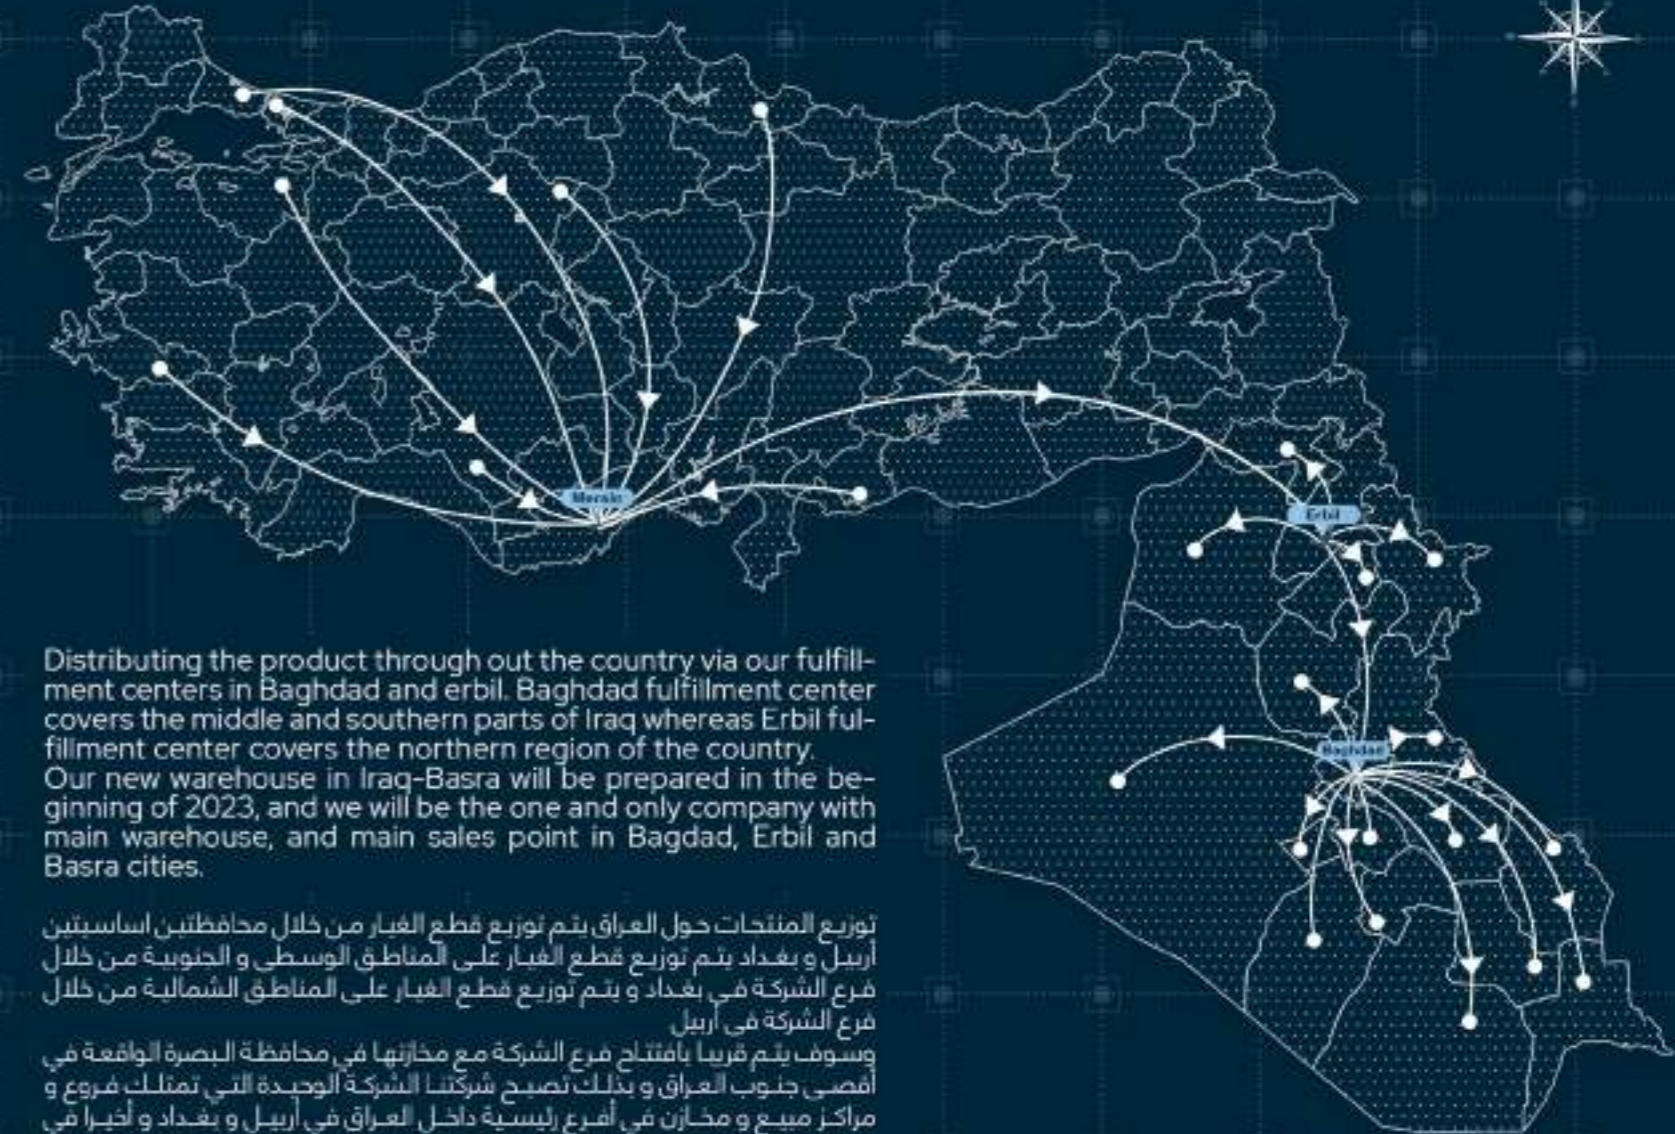 Mersin
Erbil
Baghdad
Distributing the product through out the country via our fulfill-
ment centers in Baghdad and erbil. Baghdad fulfillment center
covers the middle and southern parts of Iraq whereas Erbil ful-
fillment center covers the northern region of the country.
Our new warehouse in Iraq-Basra will be prepared in the be-
ginning of 2023, and we will be the one and only company with
main warehouse, and main sales point in Bagdad, Erbil and
Basra cities.
توزيع المنتجات حول العراق يتم توزيع قطع الغيار من خلال محافظتين اساسيتين
أربيل و بغداد يتم توزيع قطع الغيار على المناطق الوسطى و الجنوبية من خلال
فرع الشركة في بغداد و يتم توزيع قطع الغيار على المناطق الشمالية من خلال
فرع الشركة في أربيل
وسوف يتم قريبا بافتتاح فرع الشركة مع مخازنها في محافظة البصرة الواقعة في
أقصى جنوب العراق و بذلك تصبح شركتنا الشركة الوحيدة التي تمتلك فروع و
مراكز مبيع و مخازن في أفرع رئيسية داخل العراق في أربيل و بغداد و أخيرا في